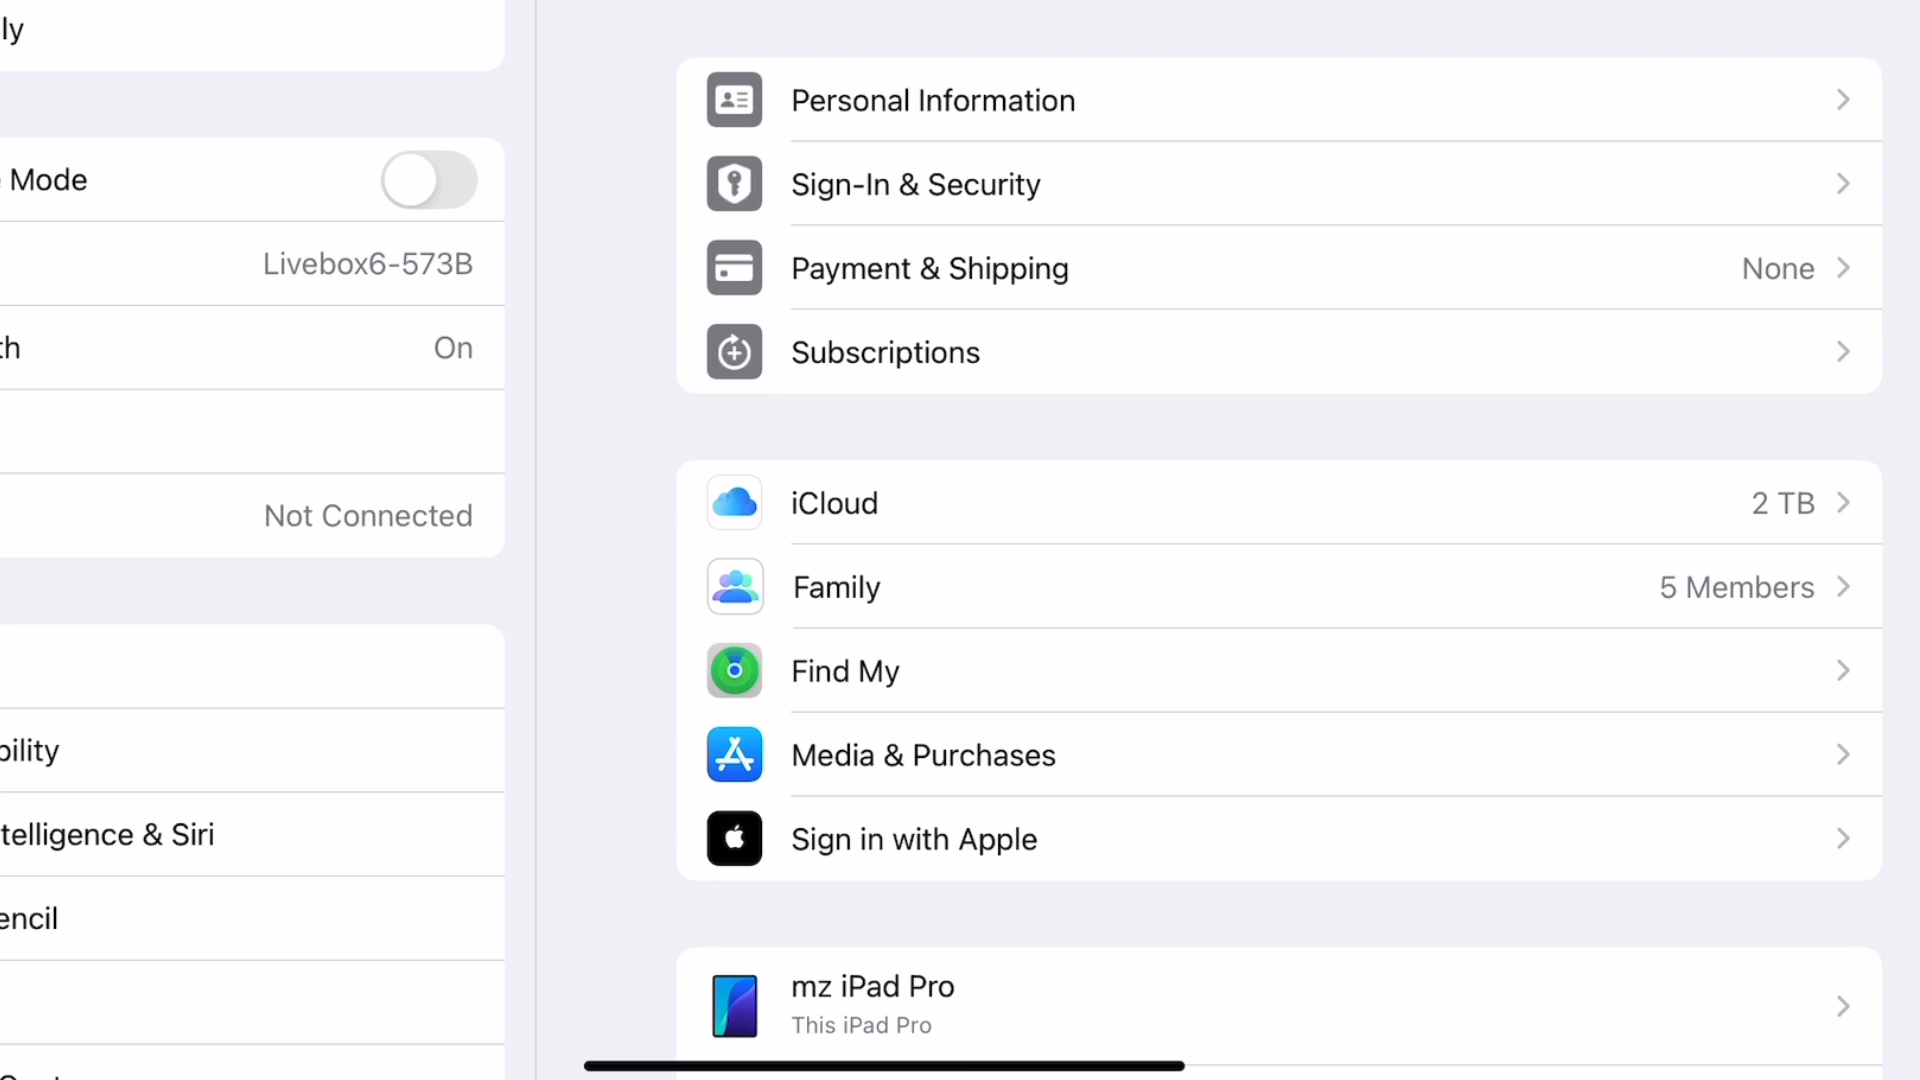 ly
Mode
Livebox6-573B
th
On
Not Connected
bility
telligence & Siri
encil
Personal Information
Sign-In & Security
Payment & Shipping
None
Subscriptions
iCloud
2 TB
Family
5 Members
Find My
Media & Purchases
Sign in with Apple
mz iPad Pro
This iPad Pro